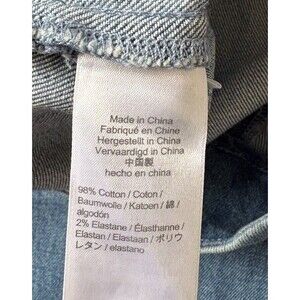 Made in China
Fabriqué en Chine
Hergestellt in China
Vervaardigd in China
中国製
hecho en china
98% Cotton / Coton /
Baumwolle / Katoen / 綿 /
algodón
2% Elastane / Élasthanne /
Elastan / Elastaan / ポリウ
レタン / elastano